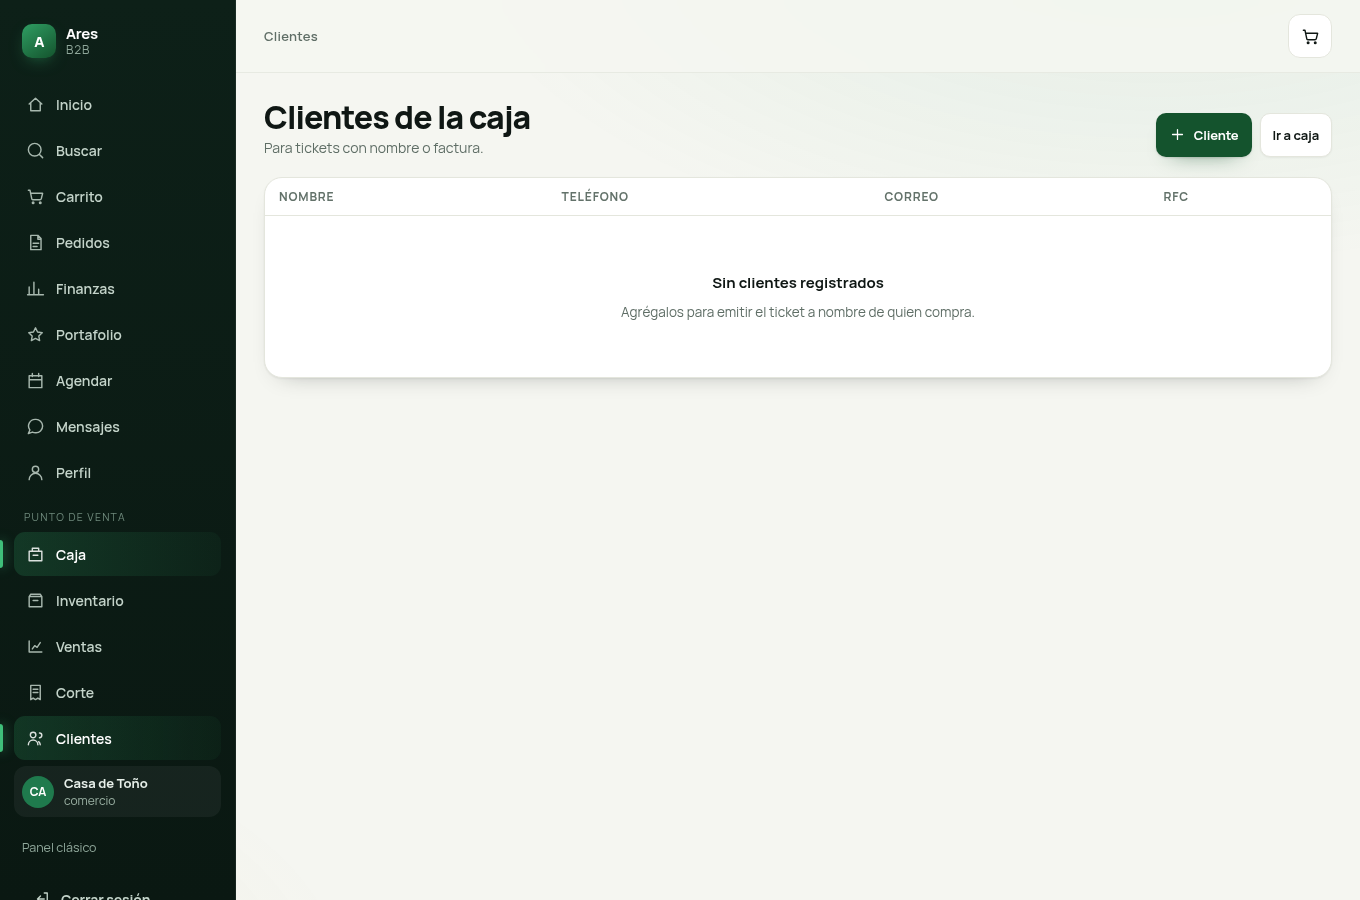 A
Ares
B2B
Inicio
Buscar
Carrito
Pedidos
Finanzas
Portafolio
Agendar
Mensajes
Perfil
PUNTO DE VENTA
Caja
Inventario
Ventas
Corte
Clientes
CA
Casa de Toño
comercio
Panel clásico
Cerrar sesión
Clientes
Clientes de la caja
Para tickets con nombre o factura.
Cliente
Ir a caja
NOMBRE TELÉFONO CORREO RFC
Sin clientes registrados
Agrégalos para emitir el ticket a nombre de quien compra.